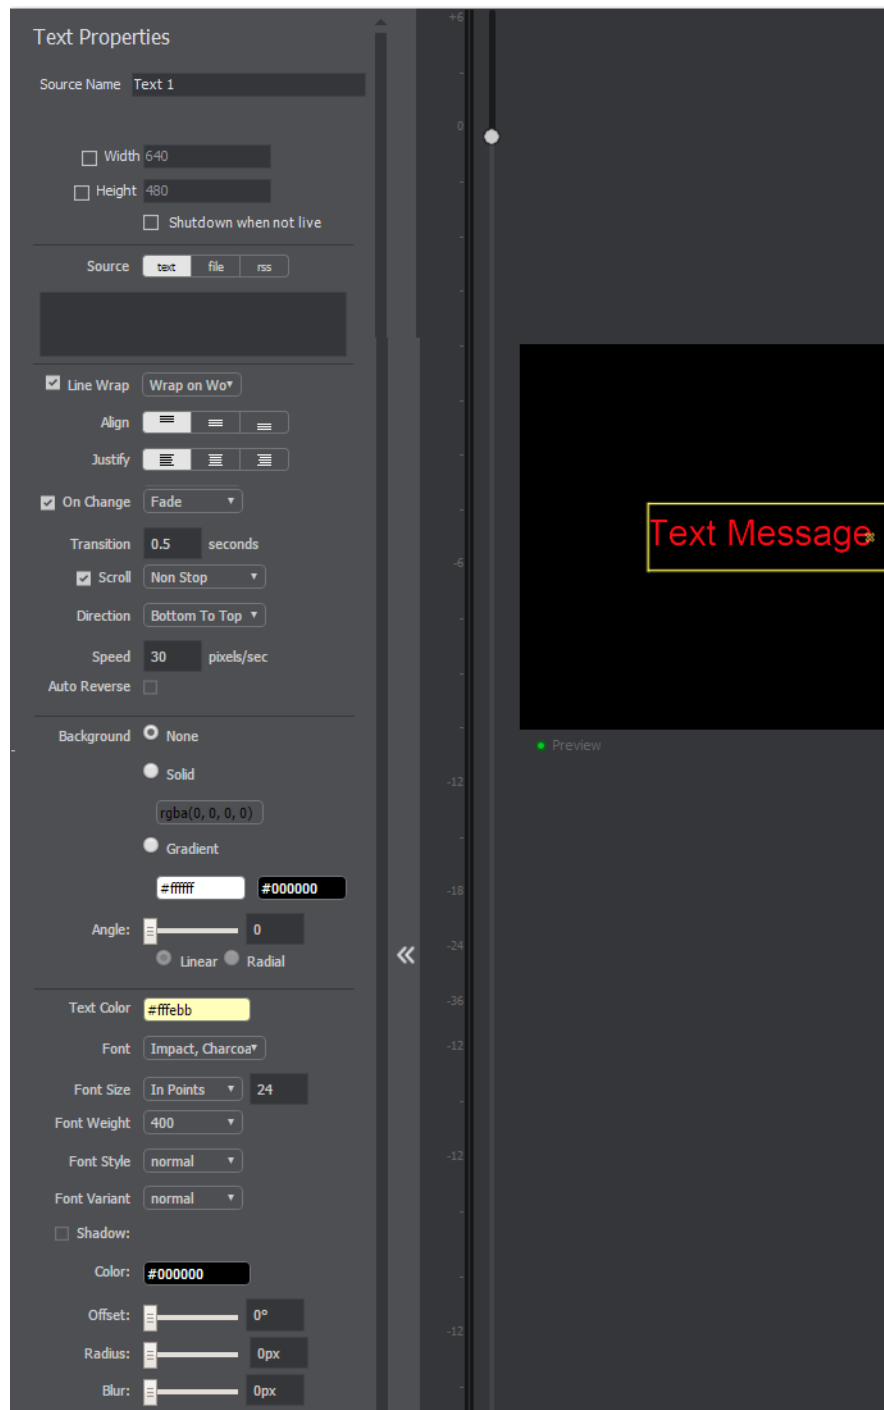 Text Properties
Source Name Text 1
Width 640
Height 480
Shutdown when not live
Source text file rss
Line Wrap Wrap on Wo
Align
Justify
On Change Fade
Transition 0.5 seconds
Scroll Non Stop
Direction Bottom To Top
Speed 30 pixels/sec
Auto Reverse
Background None
Solid
rgba(0, 0, 0, 0)
Gradient
#ffffff #000000
Angle: 0
Linear Radial
Text Color #fffebb
Font Impact, Charcoa
Font Size In Points 24
Font Weight 400
Font Style normal
Font Variant normal
Shadow:
Color: #000000
Offset: 0°
Radius: 0px
Blur: 0px
+6
0
-6
-12
-18
-24
-36
-12
-12
-12
Text Message
Preview